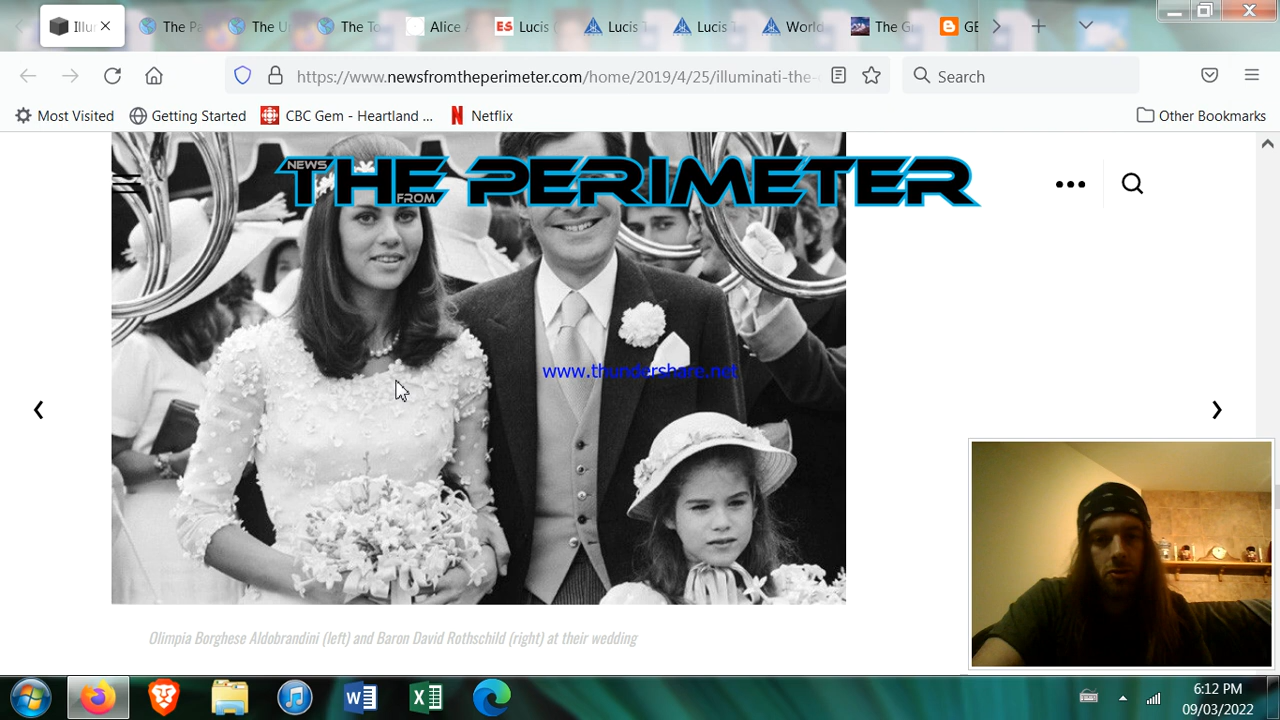 Illu
The Pa
The U
The To
Alice
ES Lucis
Lucis T
Lucis T
World
The G
GE
https://www.newsfromtheperimeter.com/home/2019/4/25/illuminati-the-
Search
Most Visited
Getting Started
CBC Gem - Heartland ...
Netflix
Other Bookmarks
NEWS FROM THE PERIMETER
www.thundershare.net
Olimpia Borghese Aldobrandini (left) and Baron David Rothschild (right) at their wedding
6:12 PM
09/03/2022